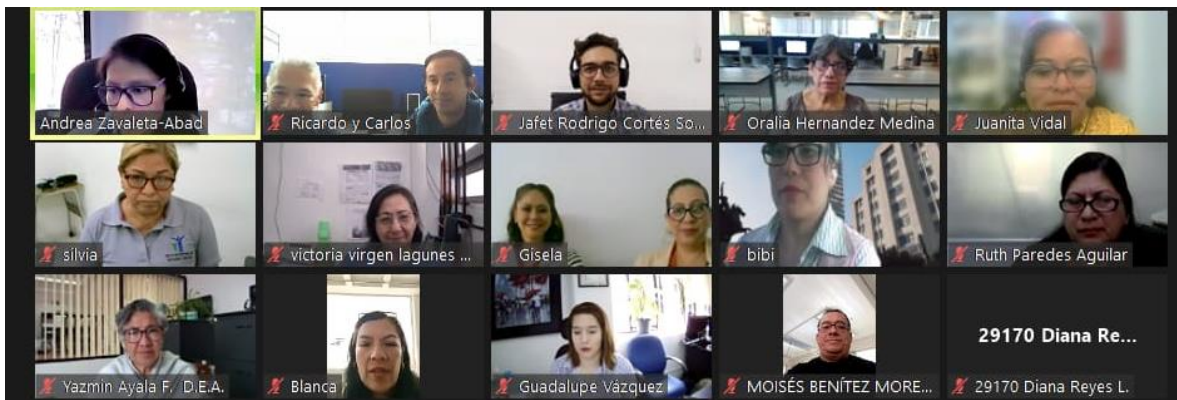 Andrea Zavaleta-Abad
Ricardo y Carlos
Jafet Rodrigo Cortés So...
Oralia Hernandez Medina
Juanita Vidal
silvia
victoria virgen lagunes ...
Gisela
bibi
Ruth Paredes Aguilar
Yazmin Ayala F. D.E.A.
Blanca
Guadalupe Vázquez
MOISÉS BENÍTEZ MORE...
29170 Diana Re...
29170 Diana Reyes L.